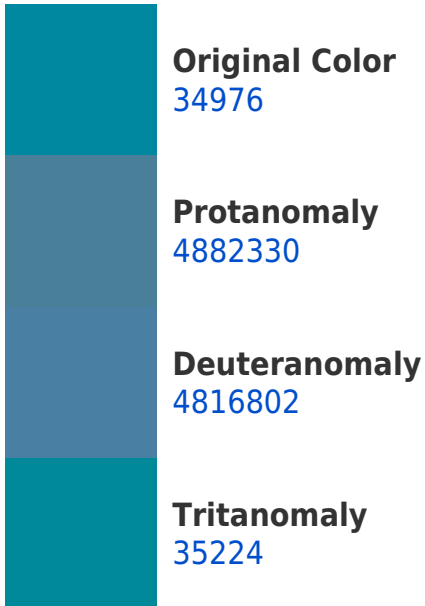 Original Color
34976
Protanomaly
4882330
Deuteranomaly
4816802
Tritanomaly
35224